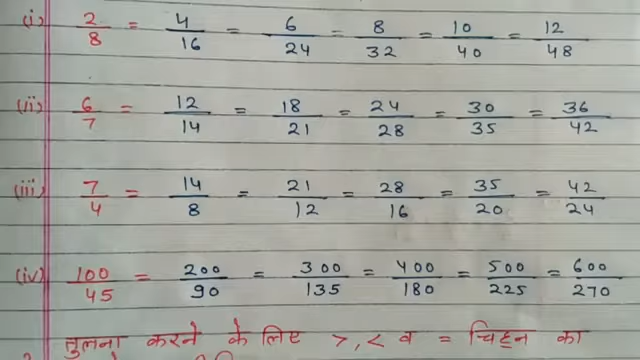 (i) 2/8 = 4/16 = 6/24 = 8/32 = 10/40 = 12/48
(ii) 6/7 = 12/14 = 18/21 = 24/28 = 30/35 = 36/42
(iii) 7/4 = 14/8 = 21/12 = 28/16 = 35/20 = 42/24
(iv) 100/45 = 200/90 = 300/135 = 400/180 = 500/225 = 600/270
तुलना करने के लिए >, < व = चिहन का